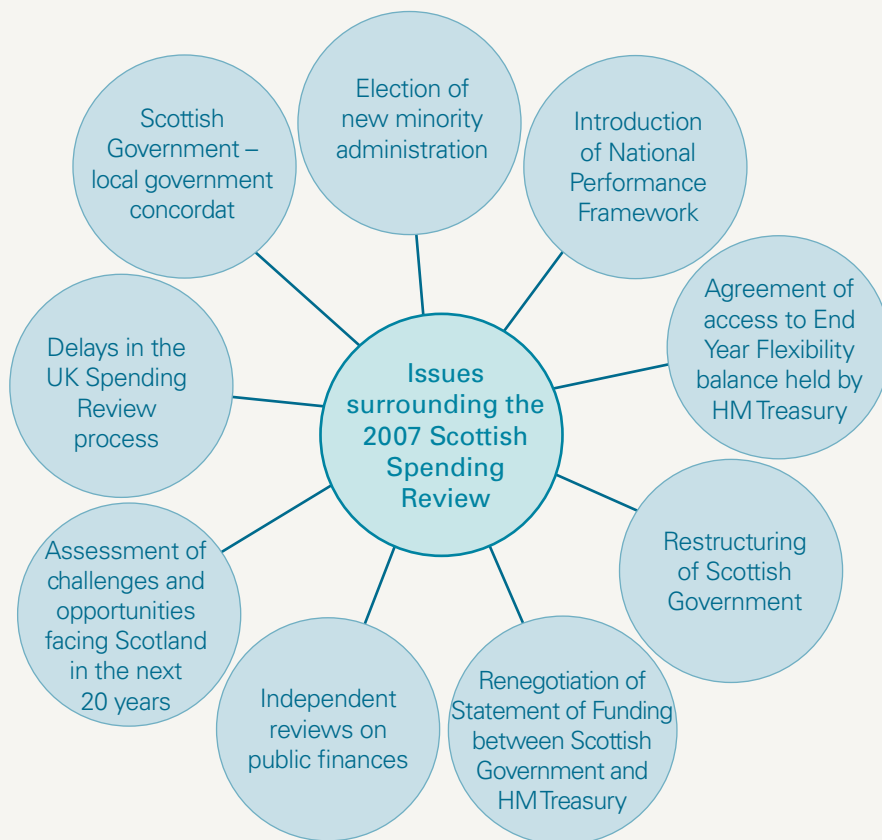 Issues
surrounding the
2007 Scottish
Spending
Review
Election of
new minority
administration
Introduction
of National
Performance
Framework
Agreement of
access to End
Year Flexibility
balance held by
HM Treasury
Restructuring
of Scottish
Government
Renegotiation of
Statement of Funding
between Scottish
Government and
HM Treasury
Independent
reviews on
public finances
Assessment of
challenges and
opportunities
facing Scotland
in the next
20 years
Delays in the
UK Spending
Review
process
Scottish
Government –
local government
concordat